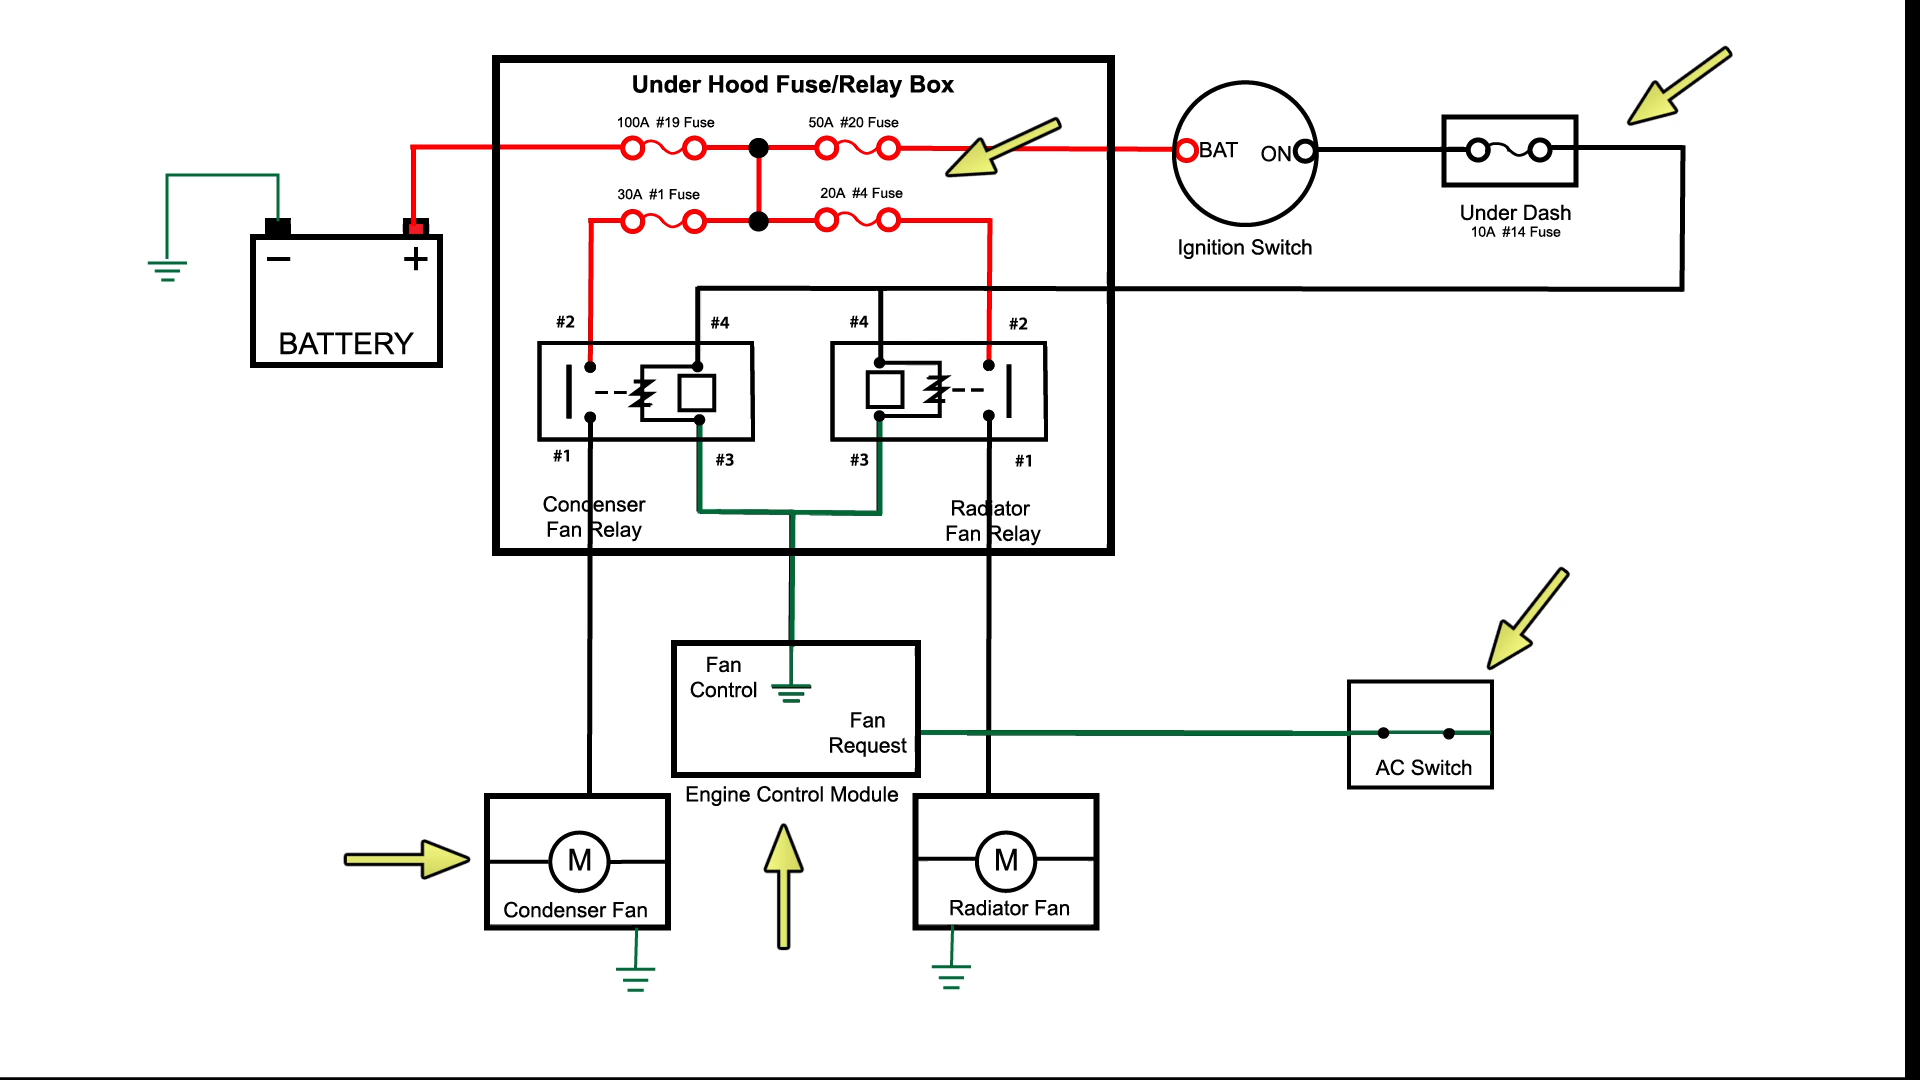 Under Hood Fuse/Relay Box
100A #19 Fuse
50A #20 Fuse
30A #1 Fuse
20A #4 Fuse
BAT
ON
Ignition Switch
Under Dash
10A #14 Fuse
−
+
BATTERY
#2
#4
#4
#2
#1
#3
#3
#1
Condenser
Fan Relay
Radiator
Fan Relay
Fan
Control
Fan
Request
Engine Control Module
AC Switch
M
Condenser Fan
M
Radiator Fan